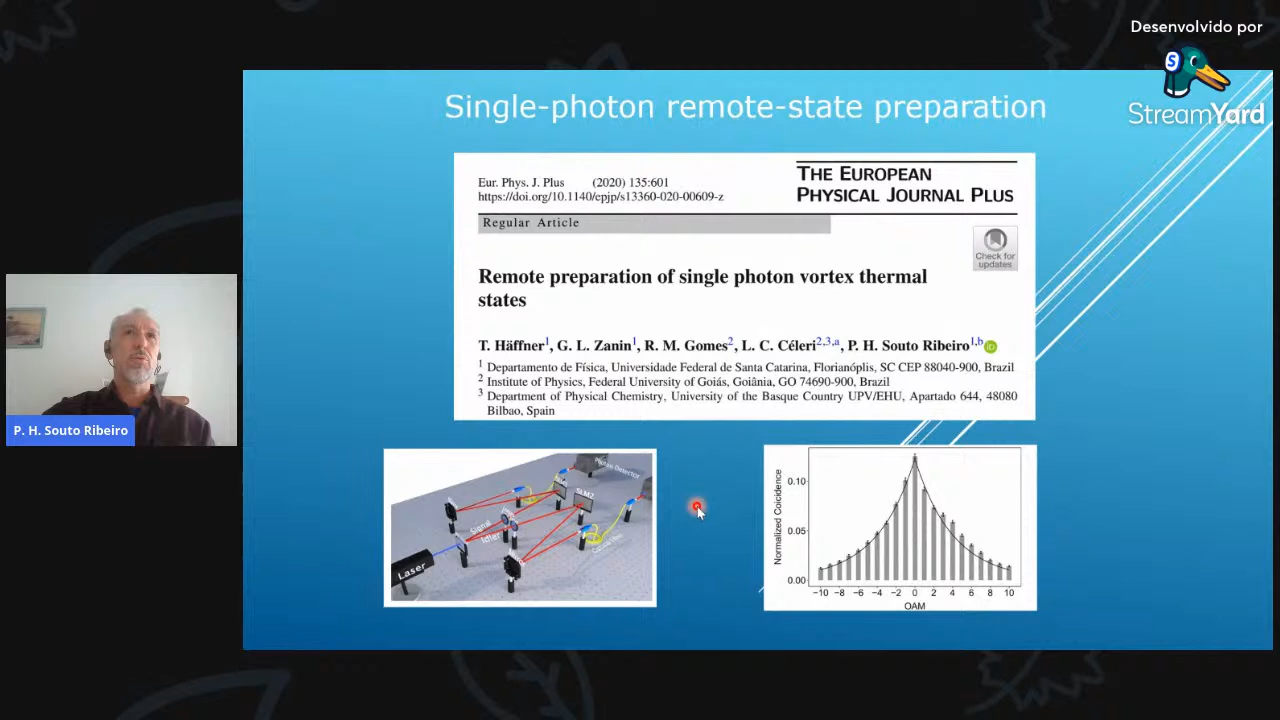 Desenvolvido por
StreamYard
Single-photon remote-state preparation
Eur. Phys. J. Plus (2020) 135:601
https://doi.org/10.1140/epjp/s13360-020-00609-z
THE EUROPEAN
PHYSICAL JOURNAL PLUS
Regular Article
Check for
updates
Remote preparation of single photon vortex thermal
states
T. Häffner1, G. L. Zanin1, R. M. Gomes2, L. C. Céleri2,3,a, P. H. Souto Ribeiro1,b iD
1 Departamento de Física, Universidade Federal de Santa Catarina, Florianóplis, SC CEP 88040-900, Brazil
2 Institute of Physics, Federal University of Goiás, Goiânia, GO 74690-900, Brazil
3 Department of Physical Chemistry, University of the Basque Country UPV/EHU, Apartado 644, 48080
Bilbao, Spain
P. H. Souto Ribeiro
Photon Detector
SLM2
Signal
Idler
Laser
Normalized Coicidence
0.10
0.05
0.00
−10 −8 −6 −4 −2 0 2 4 6 8 10
OAM